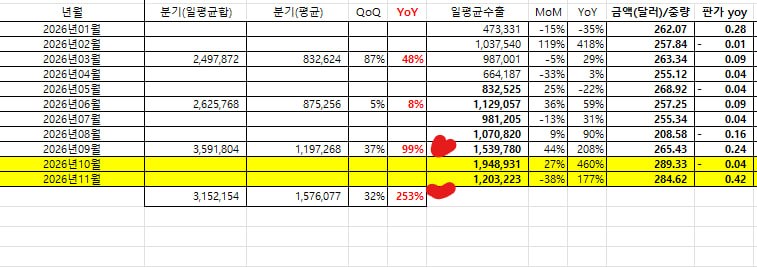 년월 분기(일평균합) 분기(평균) QoQ YoY 일평균수출 MoM YoY 금액(달러)/중량 판가 yoy
2026년01월 473,331 -15% -35% 262.07 0.28
2026년02월 1,037,540 119% 418% 257.84 - 0.01
2026년03월 2,497,872 832,624 87% 48% 987,001 -5% 29% 263.34 0.09
2026년04월 664,187 -33% 3% 255.12 0.04
2026년05월 832,525 25% -22% 268.92 - 0.04
2026년06월 2,625,768 875,256 5% 8% 1,129,057 36% 59% 257.25 0.09
2026년07월 981,205 -13% 31% 255.34 0.04
2026년08월 1,070,820 9% 90% 208.58 - 0.16
2026년09월 3,591,804 1,197,268 37% 99% 1,539,780 44% 208% 265.43 0.24
2026년10월 1,948,931 27% 460% 289.33 - 0.04
2026년11월 1,203,223 -38% 177% 284.62 0.42
3,152,154 1,576,077 32% 253%